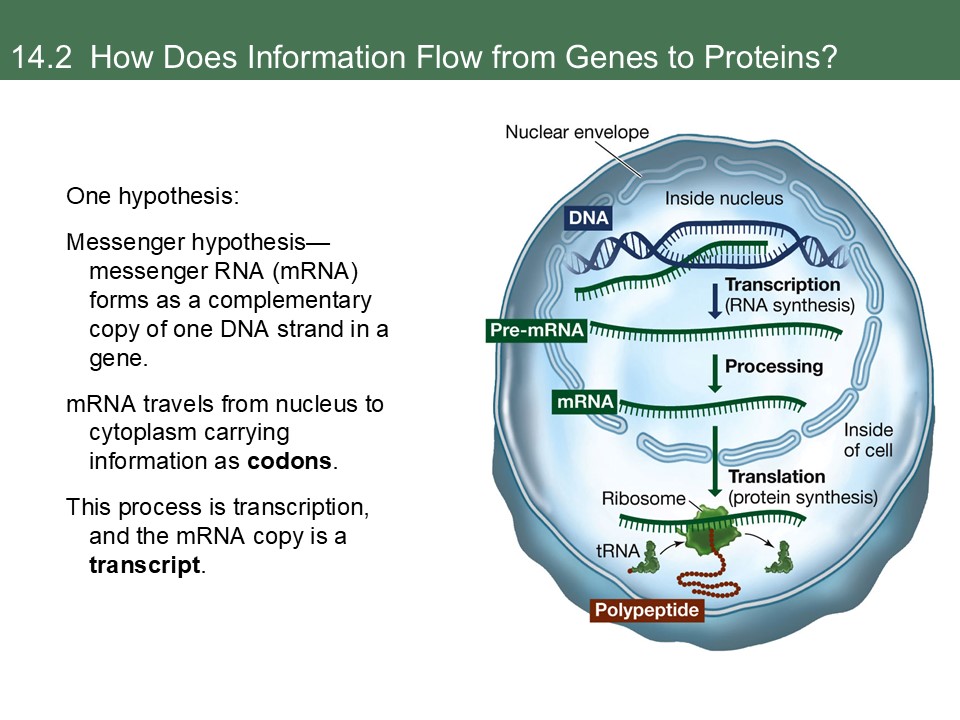 14.2 How Does Information Flow from Genes to Proteins?
One hypothesis:
Messenger hypothesis—
messenger RNA (mRNA)
forms as a complementary
copy of one DNA strand in a
gene.
mRNA travels from nucleus to
cytoplasm carrying
information as codons.
This process is transcription,
and the mRNA copy is a
transcript.
Nuclear envelope
Inside nucleus
DNA
Transcription
(RNA synthesis)
Pre-mRNA
Processing
mRNA
Inside
of cell
Translation
(protein synthesis)
Ribosome
tRNA
Polypeptide